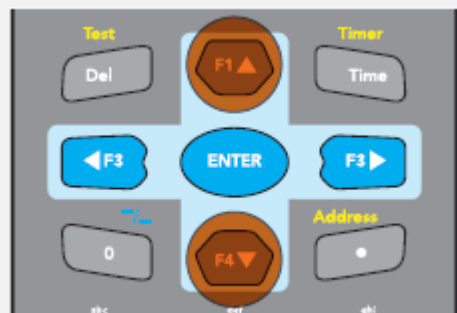 Test Timer
Del F1▲ Time
◀F3 ENTER F3▶
-/_ Address
0 F4▼ •